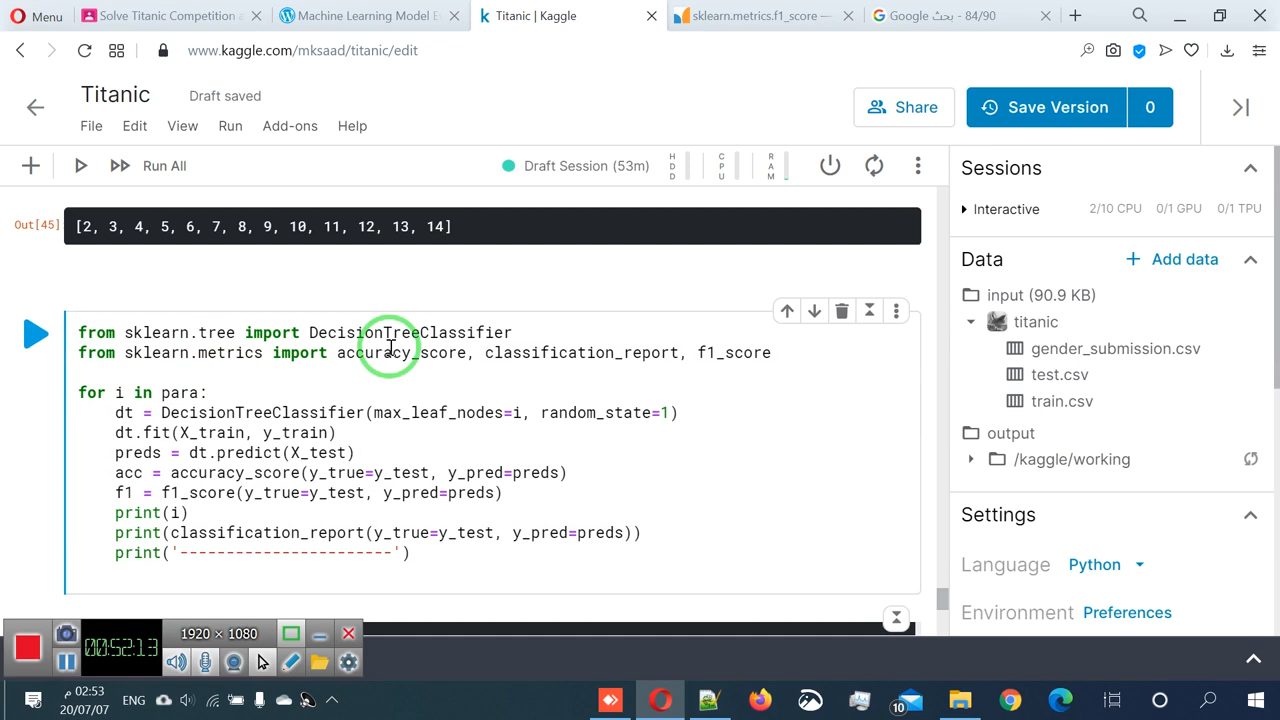 Menu
Solve Titanic Competition a
Machine Learning Model E
Titanic | Kaggle
sklearn.metrics.f1_score —
Google بحث - 84/90
www.kaggle.com/mksaad/titanic/edit
Titanic
Draft saved
Share
Save Version
0
File Edit View Run Add-ons Help
Run All
Draft Session (53m)
HDD
CPU
RAM
Sessions
Interactive
2/10 CPU 0/1 GPU 0/1 TPU
Out[45]
[2, 3, 4, 5, 6, 7, 8, 9, 10, 11, 12, 13, 14]
Data
Add data
input (90.9 KB)
titanic
gender_submission.csv
test.csv
train.csv
output
/kaggle/working
Settings
Language Python
Environment Preferences
from sklearn.tree import DecisionTreeClassifier
from sklearn.metrics import accuracy_score, classification_report, f1_score
for i in para:
dt = DecisionTreeClassifier(max_leaf_nodes=i, random_state=1)
dt.fit(X_train, y_train)
preds = dt.predict(X_test)
acc = accuracy_score(y_true=y_test, y_pred=preds)
f1 = f1_score(y_true=y_test, y_pred=preds)
print(i)
print(classification_report(y_true=y_test, y_pred=preds))
print('-----------------------')
00:52:13
1920 × 1080
02:53 م
20/07/07
ENG
10